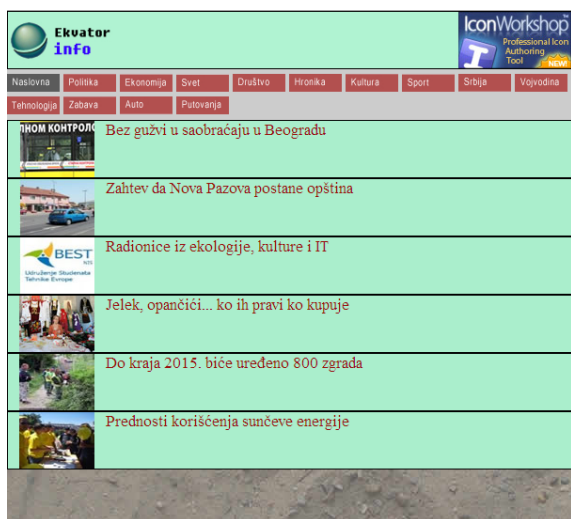 Ekvator
info
IconWorkshop
Professional Icon
Authoring
Tool
NEW!
Naslovna Politika Ekonomija Svet Društvo Hronika Kultura Sport Srbija Vojvodina
Tehnologija Zabava Auto Putovanja
ЛНОМ КОНТРОЛО
Bez gužvi u saobraćaju u Beogradu
Zahtev da Nova Pazova postane opština
BEST
NIS
Udruženje Studenata
Tehnike Evrope
Radionice iz ekologije, kulture i IT
Jelek, opančići... ko ih pravi ko kupuje
Do kraja 2015. biće uređeno 800 zgrada
Prednosti korišćenja sunčeve energije